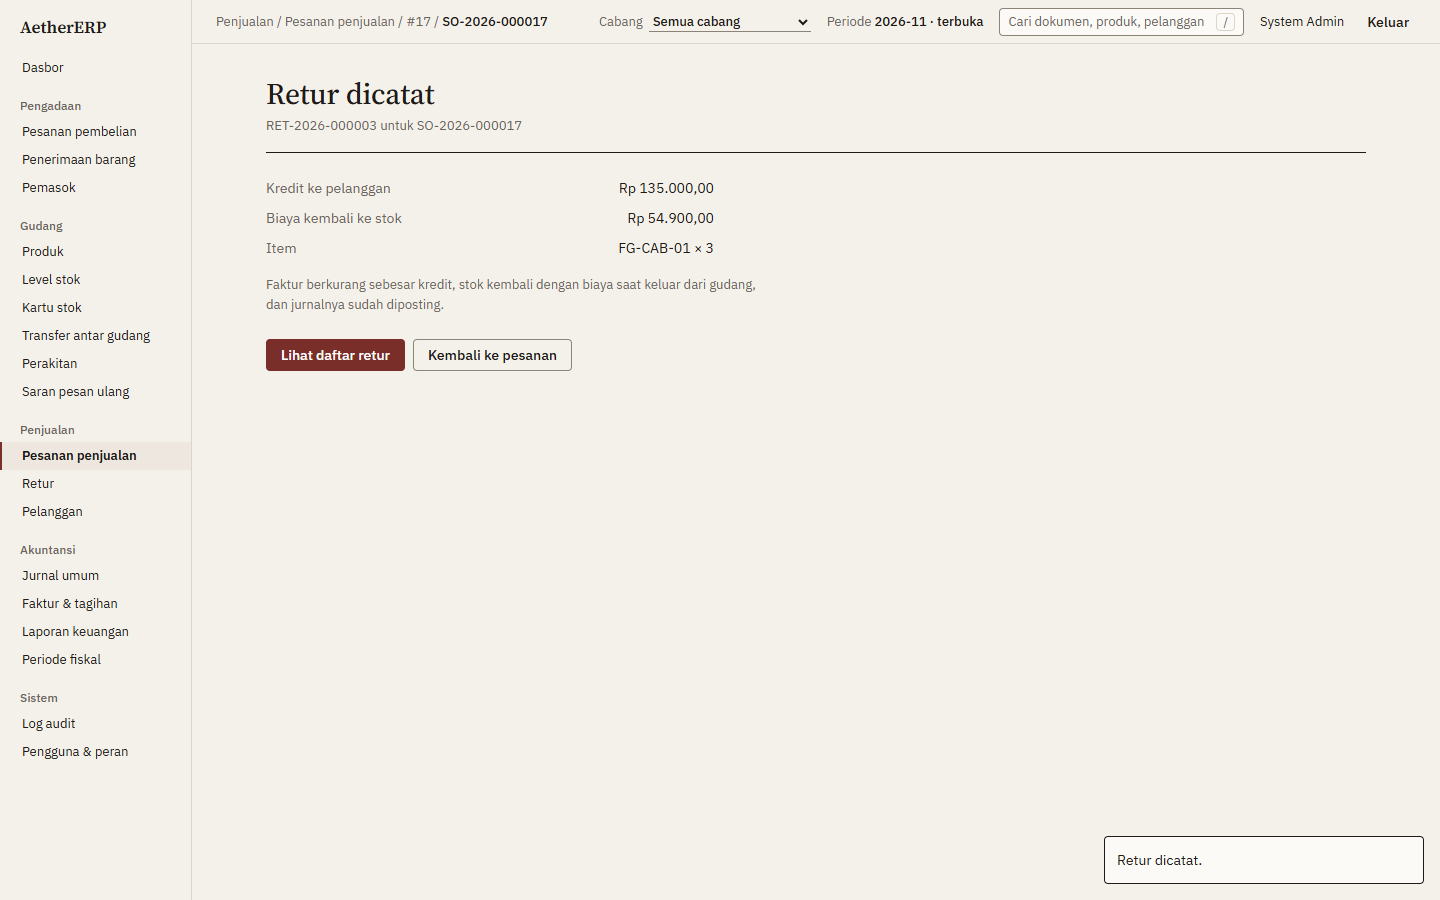 AetherERP
Dasbor
Pengadaan
Pesanan pembelian
Penerimaan barang
Pemasok
Gudang
Produk
Level stok
Kartu stok
Transfer antar gudang
Perakitan
Saran pesan ulang
Penjualan
Pesanan penjualan
Retur
Pelanggan
Akuntansi
Jurnal umum
Faktur & tagihan
Laporan keuangan
Periode fiskal
Sistem
Log audit
Pengguna & peran
Penjualan / Pesanan penjualan / #17 / SO-2026-000017
Cabang Semua cabang
Periode 2026-11 · terbuka
Cari dokumen, produk, pelanggan /
System Admin
Keluar
Retur dicatat
RET-2026-000003 untuk SO-2026-000017
Kredit ke pelanggan Rp 135.000,00
Biaya kembali ke stok Rp 54.900,00
Item FG-CAB-01 × 3
Faktur berkurang sebesar kredit, stok kembali dengan biaya saat keluar dari gudang,
dan jurnalnya sudah diposting.
Lihat daftar retur
Kembali ke pesanan
Retur dicatat.